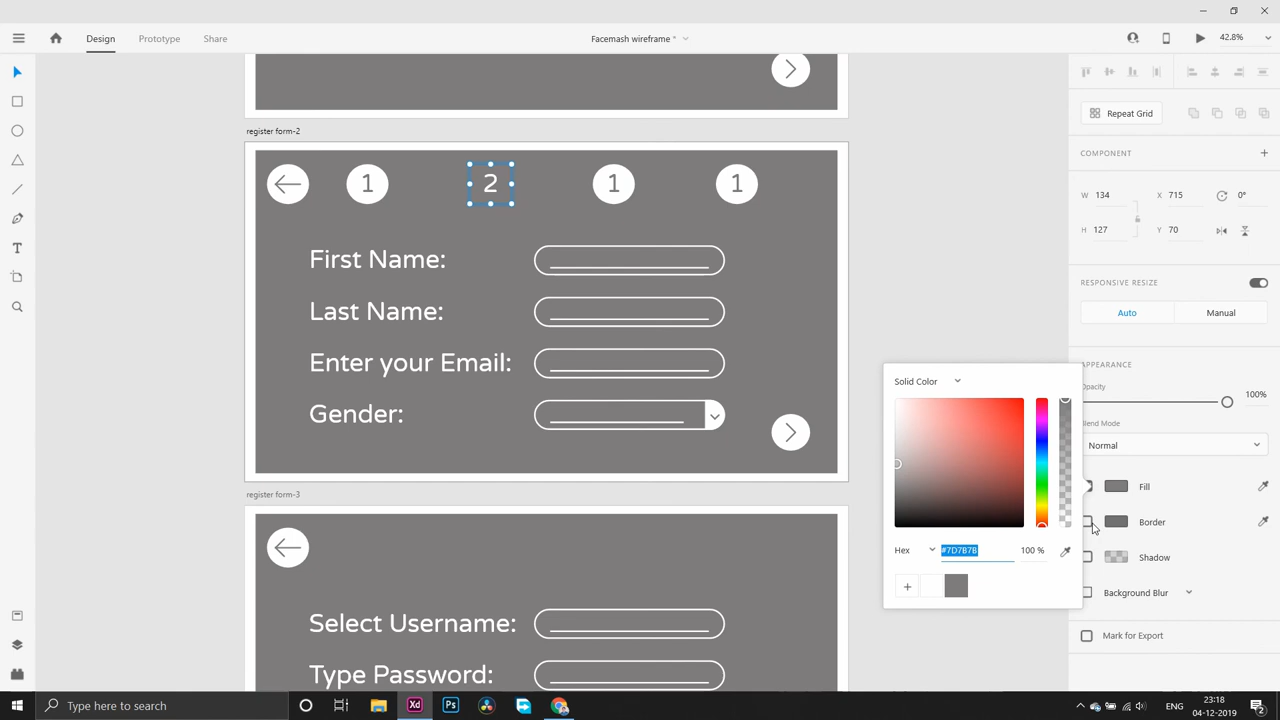 Design
Prototype
Share
Facemash wireframe *
42.8%
Repeat Grid
register form-2
COMPONENT
1
2
1
1
W 134
X 715
0°
H 127
Y 70
First Name:
RESPONSIVE RESIZE
Last Name:
Auto
Manual
Enter your Email:
APPEARANCE
Solid Color
Opacity
100%
Gender:
Blend Mode
Normal
Fill
register form-3
Border
Hex
#7D7B7B
100 %
Shadow
+
Background Blur
Select Username:
Mark for Export
Type Password:
Type here to search
Xd
Ps
ENG
23:18
04-12-2019
2